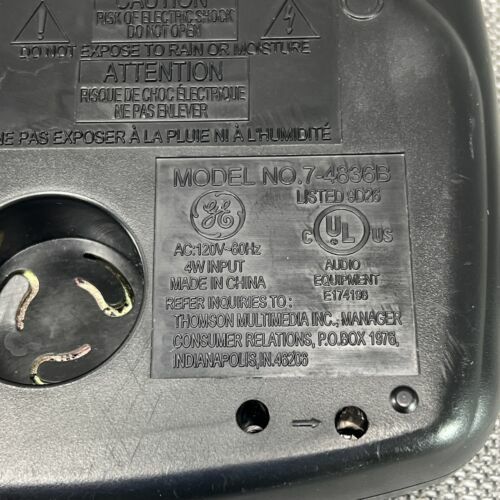 CAUTION
RISK OF ELECTRIC SHOCK
DO NOT OPEN
DO NOT EXPOSE TO RAIN OR MOISTURE
ATTENTION
RISQUE DE CHOC ÉLECTRIQUE
NE PAS ENLEVER
NE PAS EXPOSER À LA PLUIE NI À L'HUMIDITÉ
MODEL NO.7-4836B
GE
LISTED 9D26
C UL US
AC:120V~60Hz
4W INPUT
MADE IN CHINA
AUDIO
EQUIPMENT
E174198
REFER INQUIRIES TO:
THOMSON MULTIMEDIA INC., MANAGER
CONSUMER RELATIONS, P.O.BOX 1976,
INDIANAPOLIS,IN.46206